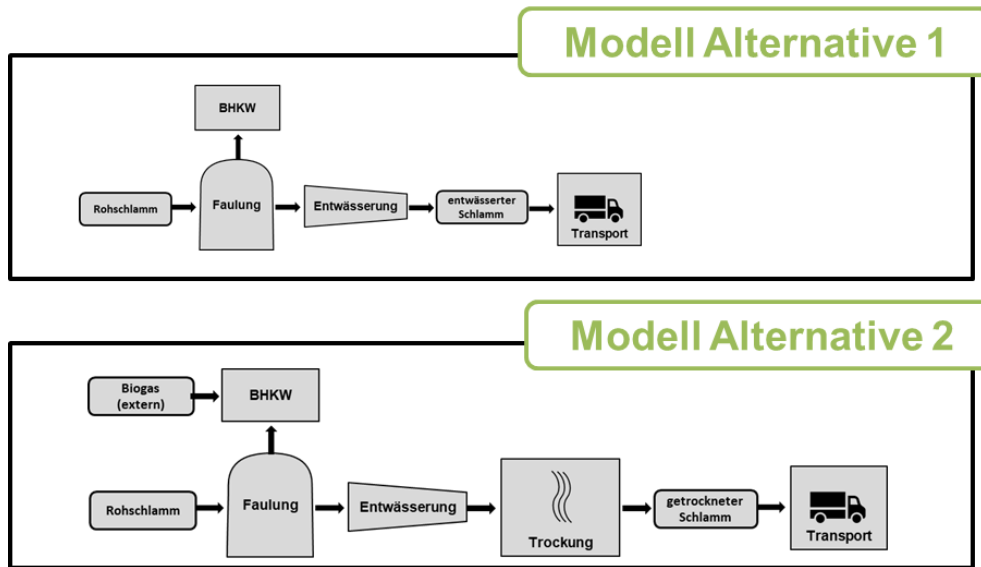 Modell Alternative 1
BHKW
Rohschlamm
Faulung
Entwässerung
entwässerter
Schlamm
Transport
Modell Alternative 2
Biogas
(extern)
BHKW
Rohschlamm
Faulung
Entwässerung
Trockung
getrockneter
Schlamm
Transport